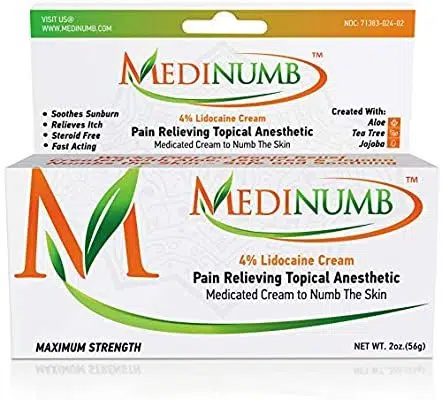 VISIT US@
WWW.MEDINUMB.COM
NDC: 71383-024-02
MEDINUMB™
4% Lidocaine Cream
Pain Relieving Topical Anesthetic
Medicated Cream to Numb The Skin
• Soothes Sunburn
• Relieves Itch
• Steroid Free
• Fast Acting
Created With:
Aloe
Tea Tree
Jojoba
M
MEDINUMB™
4% Lidocaine Cream
Pain Relieving Topical Anesthetic
Medicated Cream to Numb The Skin
MAXIMUM STRENGTH
NET WT. 2oz.(56g)